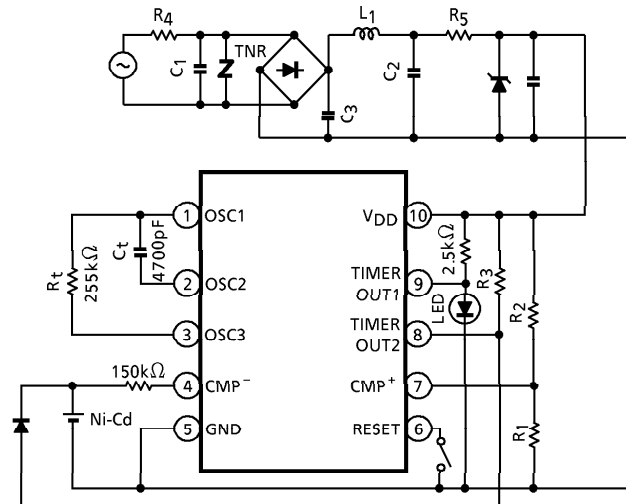 R4
L1
R5
TNR
C1
C2
C3
~
1 OSC1
VDD 10
Rt
255kΩ
Ct
4700pF
2 OSC2
TIMER
OUT1 9
2.5kΩ
LED
R3
R2
3 OSC3
TIMER
OUT2 8
150kΩ
4 CMP−
CMP+ 7
Ni-Cd
5 GND
RESET 6
R1